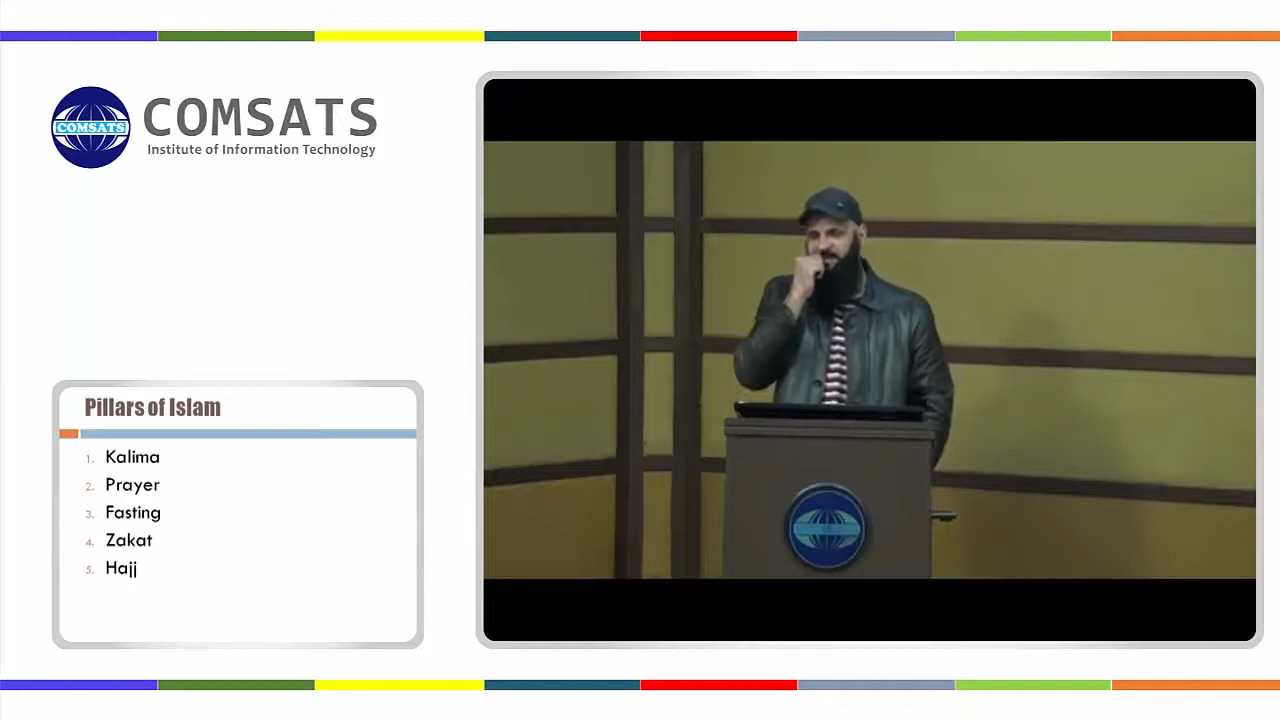 COMSATS
COMSATS
Institute of Information Technology
Pillars of Islam
1. Kalima
2. Prayer
3. Fasting
4. Zakat
5. Hajj